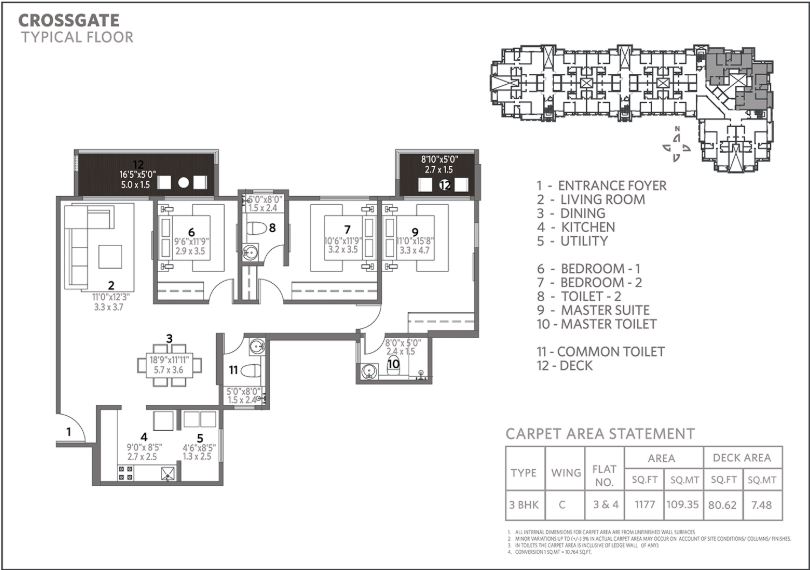 CROSSGATE
TYPICAL FLOOR
N
12
16'5"x5'0"
5.0 x 1.5
8'10"x5'0"
2.7 x 1.5
12
6
9'6"x11'9"
2.9 x 3.5
5'0"x8'0"
1.5 x 2.4
8
7
10'6"x11'9"
3.2 x 3.5
9
11'0"x15'8"
3.3 x 4.7
2
11'0"x12'3"
3.3 x 3.7
3
18'9"x11'11"
5.7 x 3.6
11
5'0"x8'0"
1.5 x 2.4
8'0"x 5'0"
2.4 x 1.5
10
1
4
9'0"x 8'5"
2.7 x 2.5
5
4'6"x8'5"
1.3 x 2.5
1 - ENTRANCE FOYER
2 - LIVING ROOM
3 - DINING
4 - KITCHEN
5 - UTILITY
6 - BEDROOM - 1
7 - BEDROOM - 2
8 - TOILET - 2
9 - MASTER SUITE
10 - MASTER TOILET
11 - COMMON TOILET
12 - DECK
CARPET AREA STATEMENT
TYPE WING FLAT NO. AREA DECK AREA
SQ.FT SQ.MT SQ.FT SQ.MT
3 BHK C 3 & 4 1177 109.35 80.62 7.48
1. ALL INTERNAL DIMENSIONS FOR CARPET AREA ARE FROM UNFINISHED WALL SURFACES.
2. MINOR VARIATIONS UP TO (+/-) 3% IN ACTUAL CARPET AREA MAY OCCUR ON ACCOUNT OF SITE CONDITIONS/ COLUMNS/ FINISHES.
3. IN TOILETS THE CARPET AREA IS INCLUSIVE OF LEDGE WALL (IF ANY).
4. CONVERSION 1 SQ.MT = 10.764 SQ.FT.